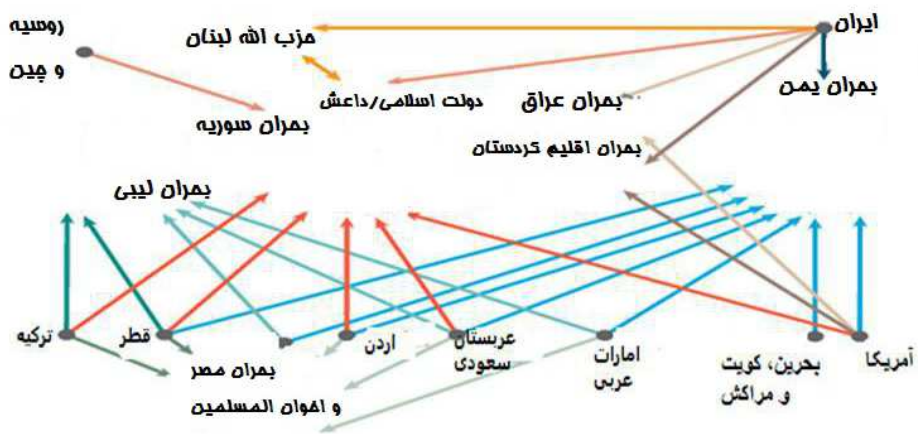 روسیه
و چین
حزب الله لبنان
ایران
دولت اسلامی/داعش
بحران عراق
بحران یمن
بحران سوریه
بحران اقلیم کردستان
بحران لیبی
ترکیه
قطر
اردن
عربستان
سعودی
امارات
عربی
بحرین، کویت
و مراکش
آمریکا
بحران مصر
و اخوان المسلمین